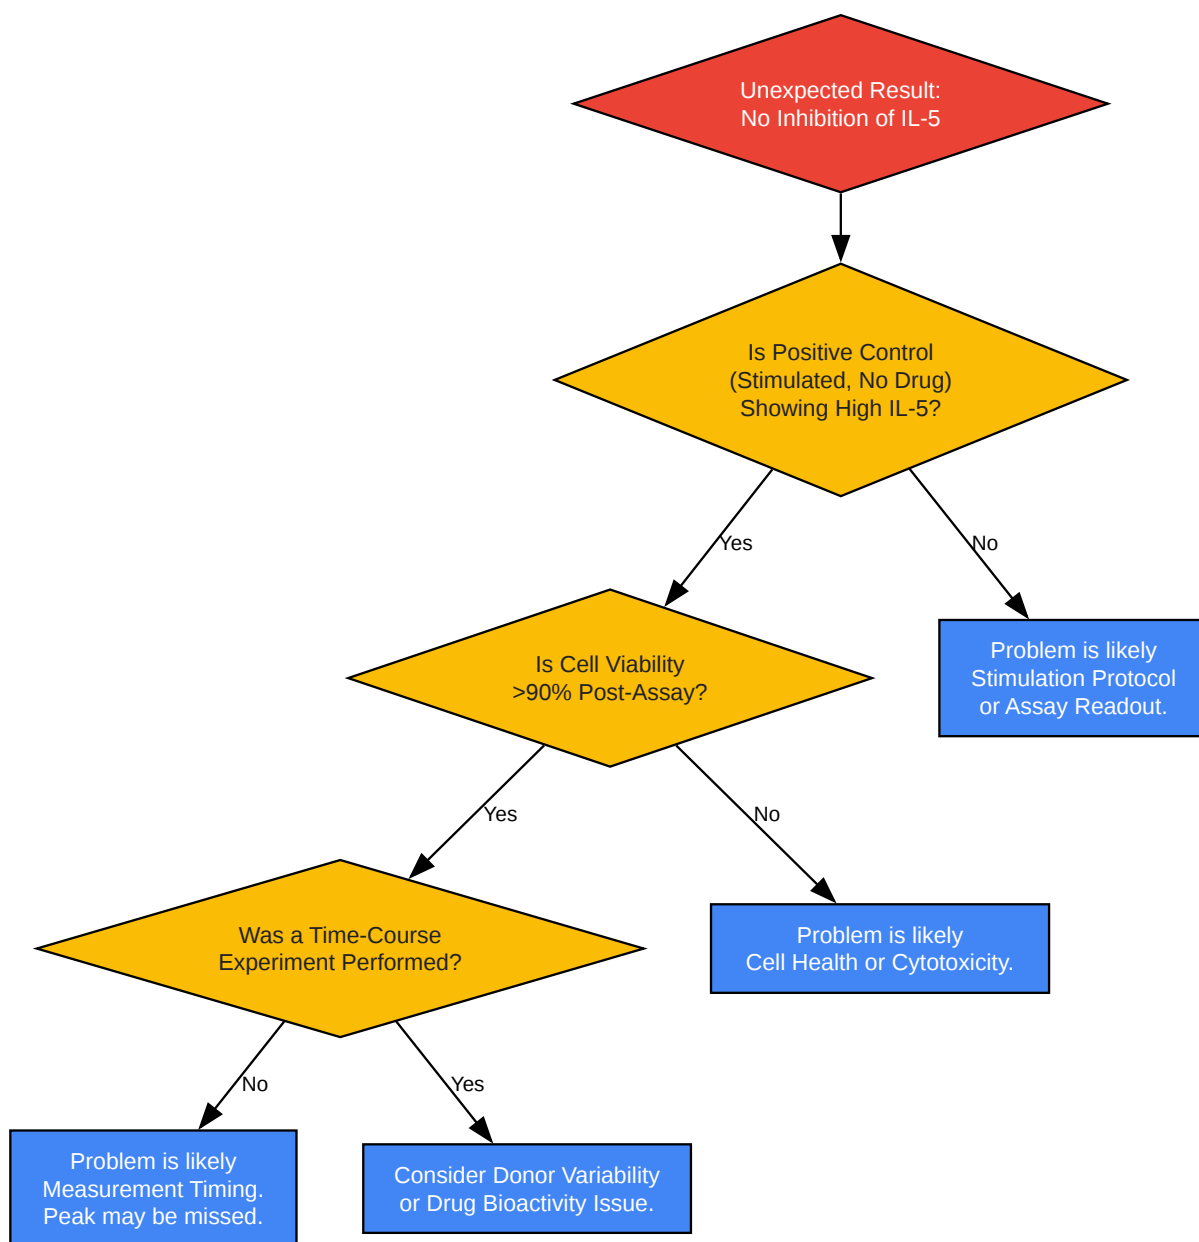 Unexpected Result:
No Inhibition of IL-5
Is Positive Control
(Stimulated, No Drug)
Showing High IL-5?
Yes
No
Problem is likely
Stimulation Protocol
or Assay Readout.
Is Cell Viability
>90% Post-Assay?
Yes
No
Problem is likely
Cell Health or Cytotoxicity.
Was a Time-Course
Experiment Performed?
No
Yes
Problem is likely
Measurement Timing.
Peak may be missed.
Consider Donor Variability
or Drug Bioactivity Issue.